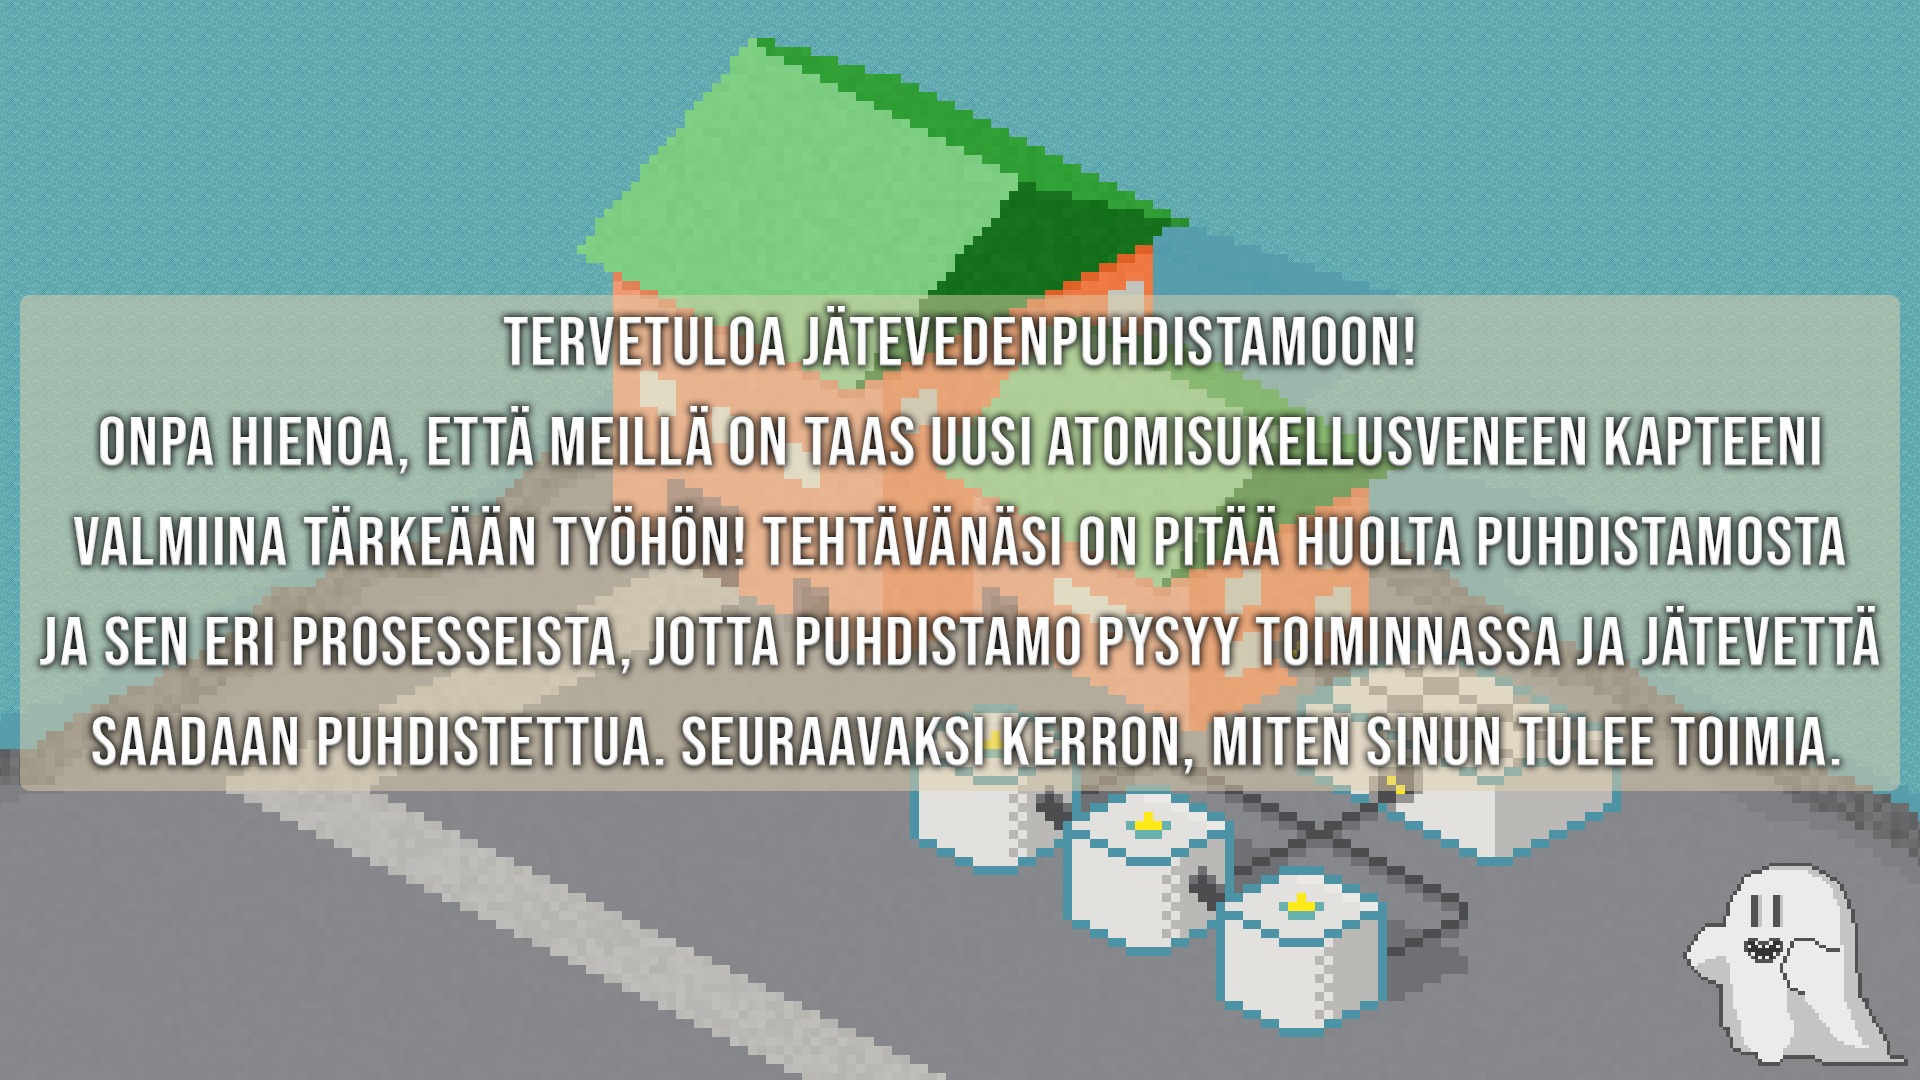 TERVETULOA JÄTEVEDENPUHDISTAMOON!
ONPA HIENOA, ETTÄ MEILLÄ ON TAAS UUSI ATOMISUKELLUSVENEEN KAPTEENI
VALMIINA TÄRKEÄÄN TYÖHÖN! TEHTÄVÄNÄSI ON PITÄÄ HUOLTA PUHDISTAMOSTA
JA SEN ERI PROSESSEISTA, JOTTA PUHDISTAMO PYSYY TOIMINNASSA JA JÄTEVETTÄ
SAADAAN PUHDISTETTUA. SEURAAVAKSI KERRON, MITEN SINUN TULEE TOIMIA.